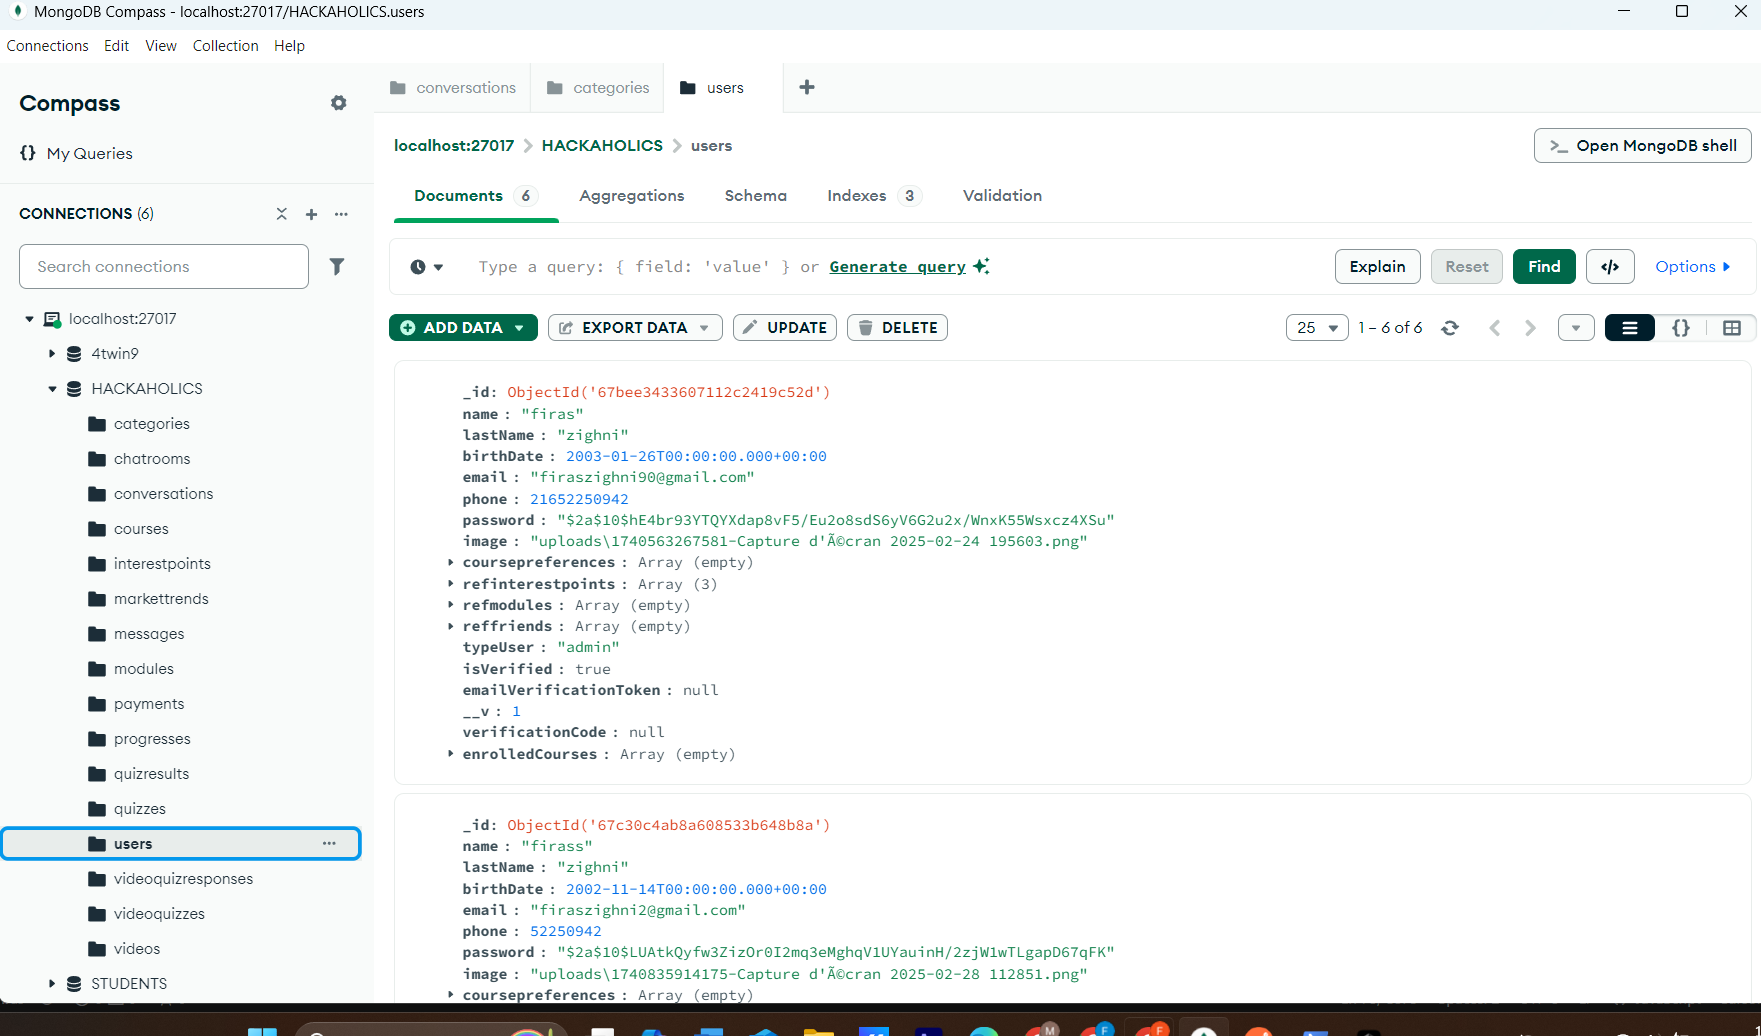 MongoDB Compass - localhost:27017/HACKAHOLICS.users
Connections Edit View Collection Help
Compass
{} My Queries
CONNECTIONS (6)
Search connections
localhost:27017
4twin9
HACKAHOLICS
categories
chatrooms
conversations
courses
interestpoints
markettrends
messages
modules
payments
progresses
quizresults
quizzes
users
videoquizresponses
videoquizzes
videos
STUDENTS
conversations categories users
localhost:27017 > HACKAHOLICS > users
>_ Open MongoDB shell
Documents 6 Aggregations Schema Indexes 3 Validation
Type a query: { field: 'value' } or Generate query
Explain Reset Find </> Options
ADD DATA EXPORT DATA UPDATE DELETE
25 1 – 6 of 6 {}
_id: ObjectId('67bee3433607112c2419c52d')
name : "firas"
lastName : "zighni"
birthDate : 2003-01-26T00:00:00.000+00:00
email : "firaszighni90@gmail.com"
phone : 21652250942
password : "$2a$10$hE4br93YTQYXdap8vF5/Eu2o8sdS6yV6G2u2x/WnxK55Wsxcz4XSu"
image : "uploads\1740563267581-Capture d'Ã©cran 2025-02-24 195603.png"
coursepreferences : Array (empty)
refinterestpoints : Array (3)
refmodules : Array (empty)
reffriends : Array (empty)
typeUser : "admin"
isVerified : true
emailVerificationToken : null
__v : 1
verificationCode : null
enrolledCourses : Array (empty)
_id: ObjectId('67c30c4ab8a608533b648b8a')
name : "firass"
lastName : "zighni"
birthDate : 2002-11-14T00:00:00.000+00:00
email : "firaszighni2@gmail.com"
phone : 52250942
password : "$2a$10$LUAtkQyfw3ZizOr0I2mq3eMghqV1UYauinH/2zjW1wTLgapD67qFK"
image : "uploads\1740835914175-Capture d'Ã©cran 2025-02-28 112851.png"
coursepreferences : Array (empty)
M F F